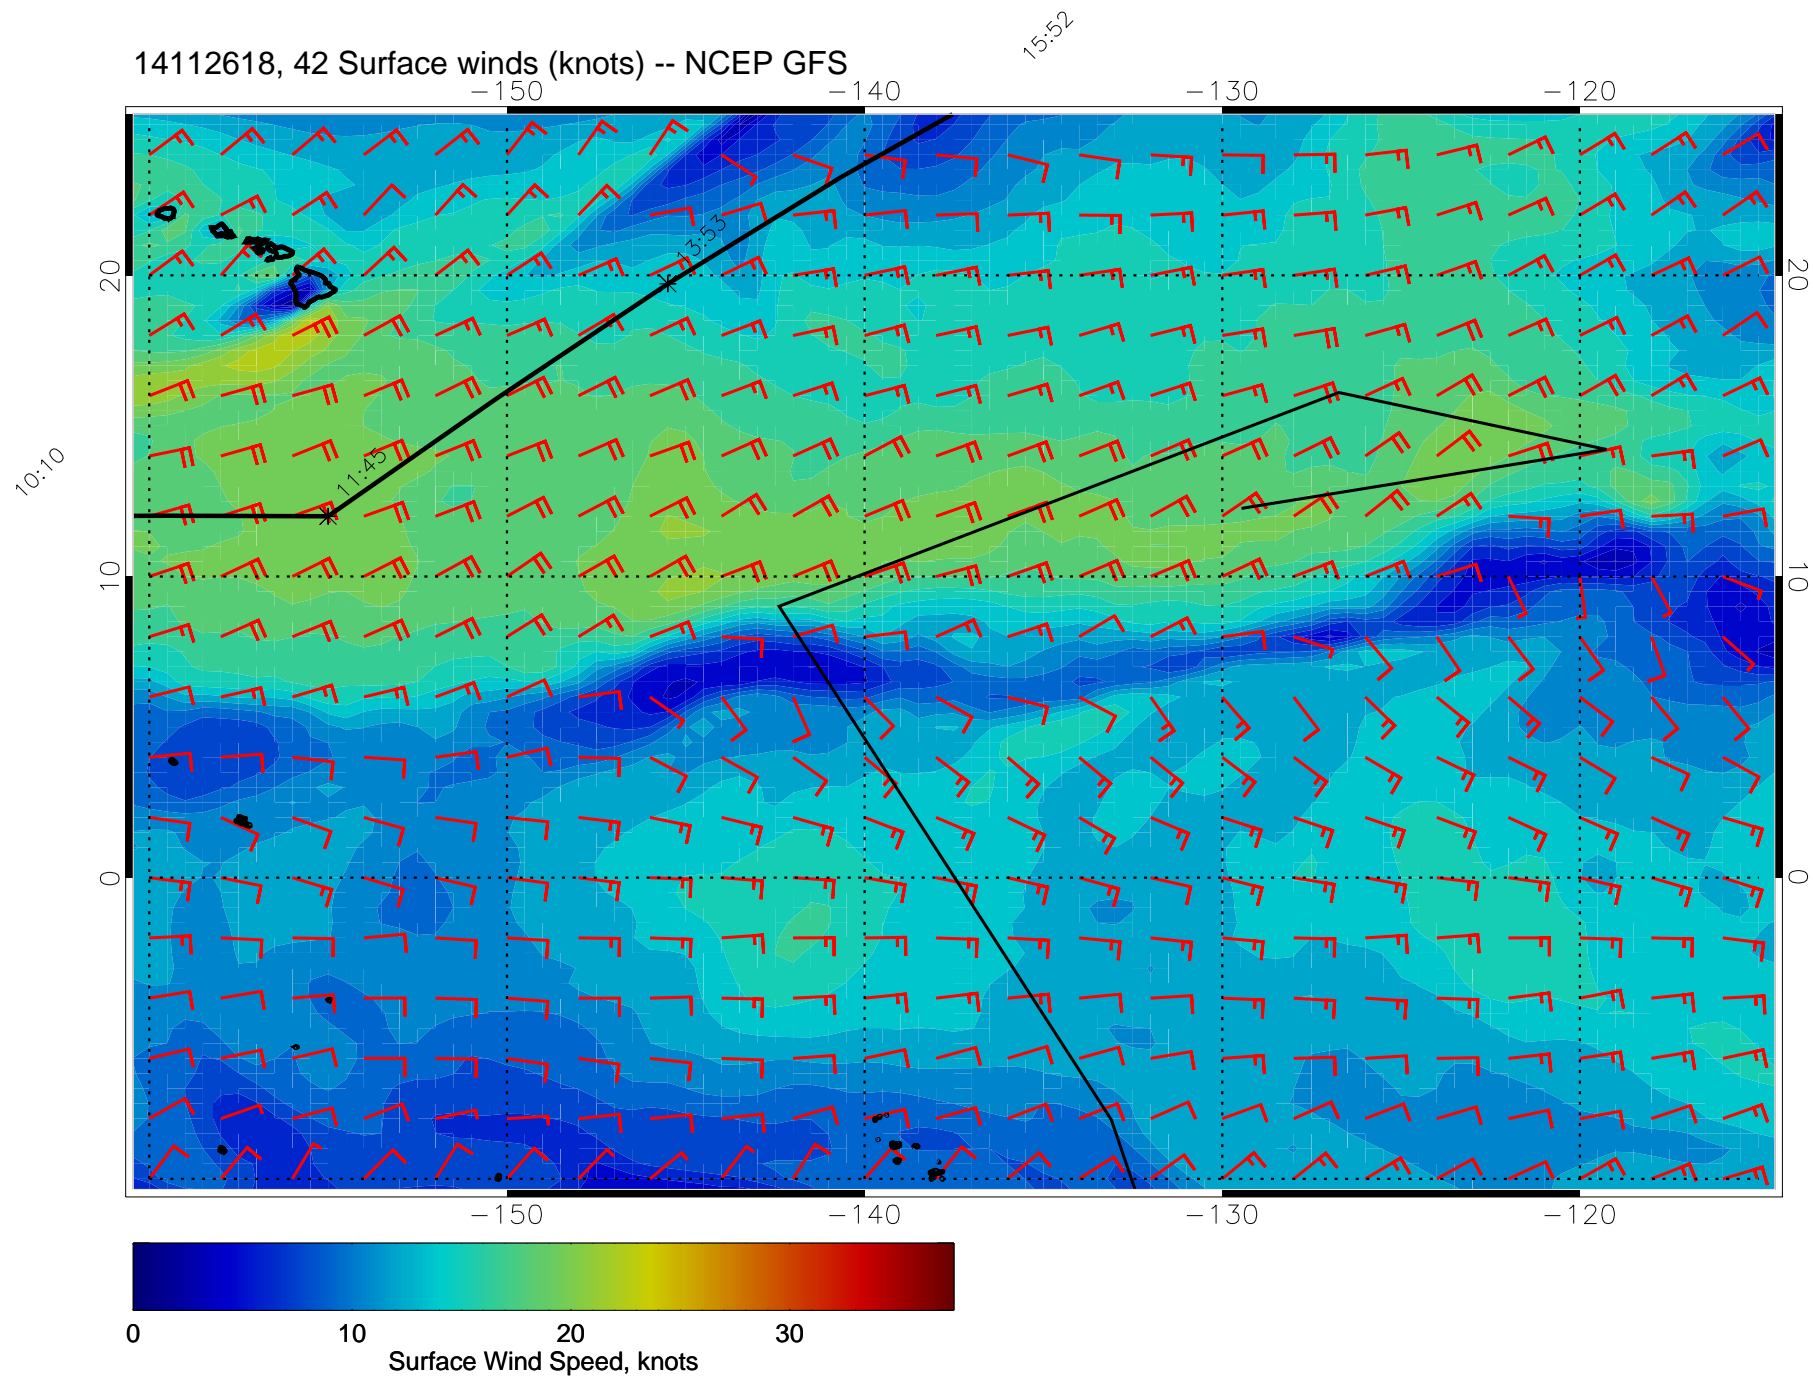 15:52
14112618, 42 Surface winds (knots) -- NCEP GFS
-150 -140 -130 -120
13:53
20 20
11:45
10:10
10 10
0 0
-150 -140 -130 -120
0 10 20 30
Surface Wind Speed, knots